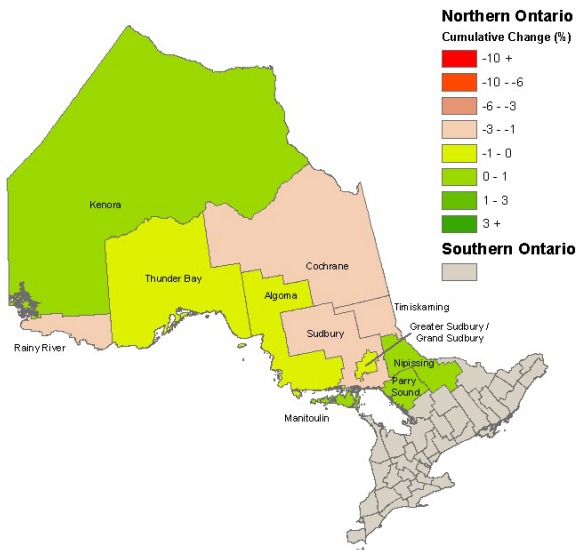 Northern Ontario
Cumulative Change (%)
-10 +
-10 - -6
-6 - -3
-3 - -1
-1 - 0
0 - 1
1 - 3
3 +
Southern Ontario
Kenora
Thunder Bay
Cochrane
Algoma
Timiskaming
Greater Sudbury /
Grand Sudbury
Sudbury
Rainy River
Nipissing
Parry
Sound
Manitoulin